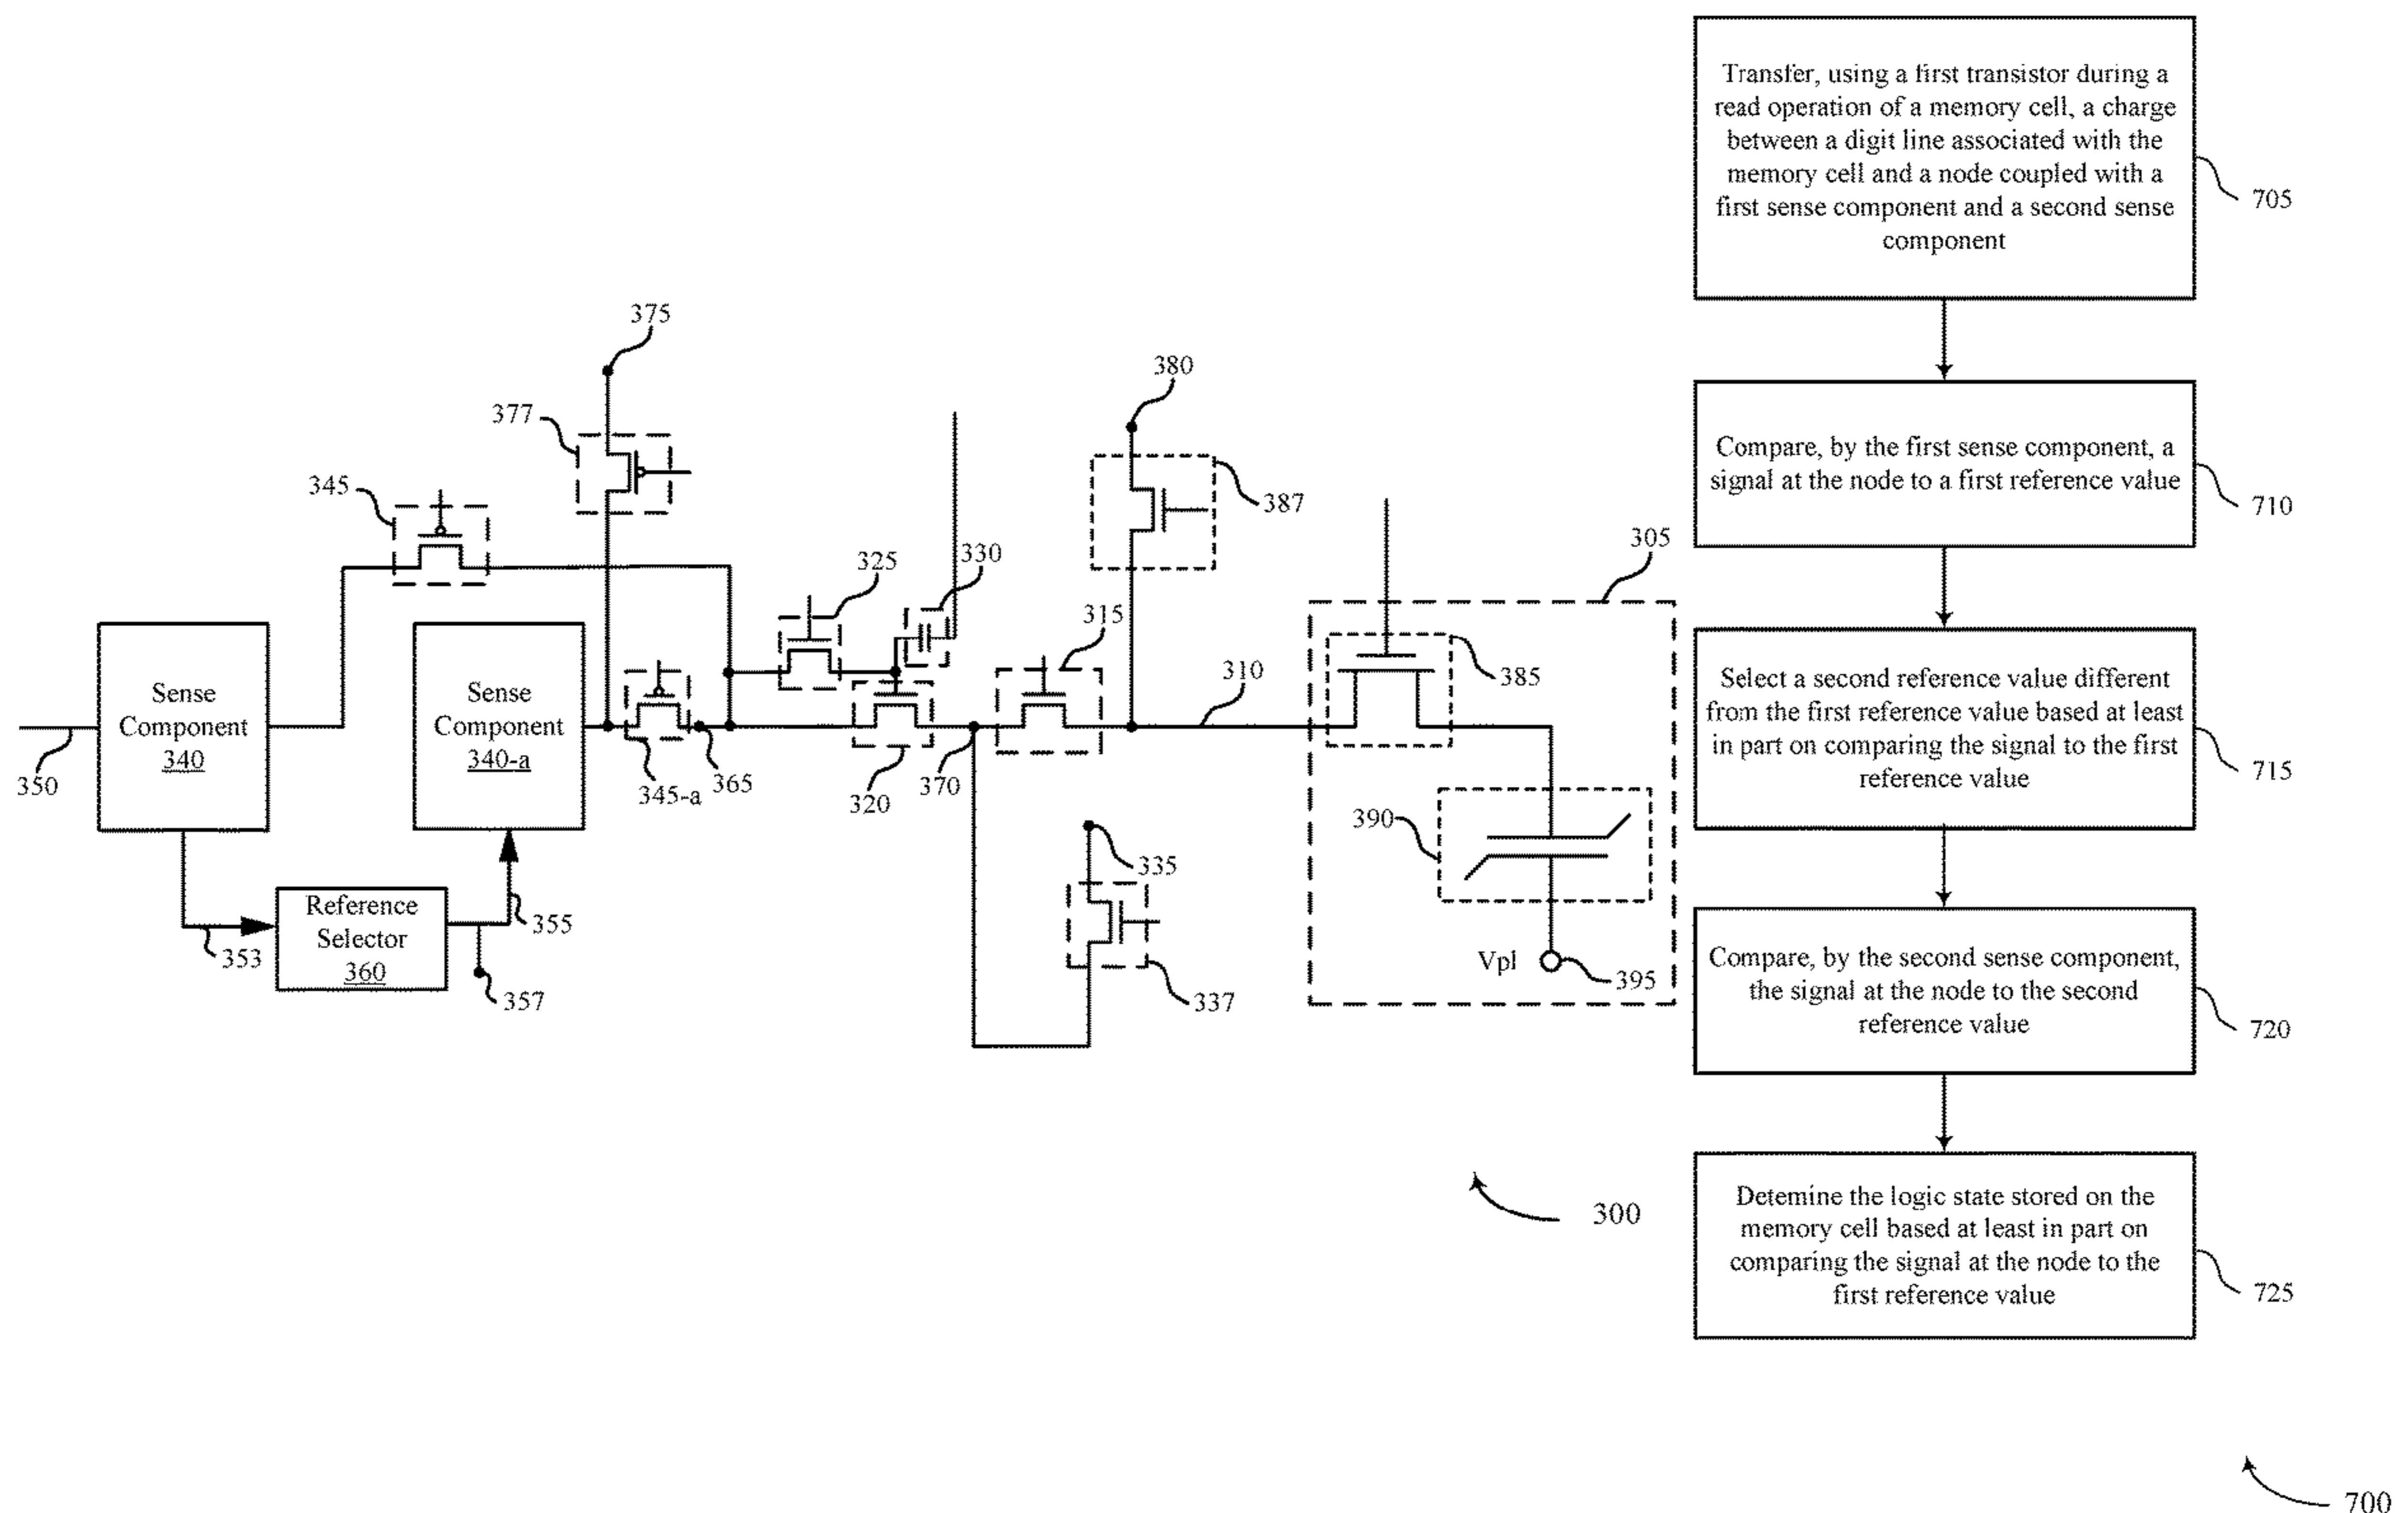 375
380
377
345
387
325
330
305
315
310
385
Sense
Component
340
Sense
Component
340-a
350
345-a
365
320
370
390
335
Reference
Selector
360
353
355
357
337
Vpl
395
300
Transfer, using a first transistor during a
read operation of a memory cell, a charge
between a digit line associated with the
memory cell and a node coupled with a
first sense component and a second sense
component
705
Compare, by the first sense component, a
signal at the node to a first reference value
710
Select a second reference value different
from the first reference value based at least
in part on comparing the signal to the first
reference value
715
Compare, by the second sense component,
the signal at the node to the second
reference value
720
Detemine the logic state stored on the
memory cell based at least in part on
comparing the signal at the node to the
first reference value
725
700